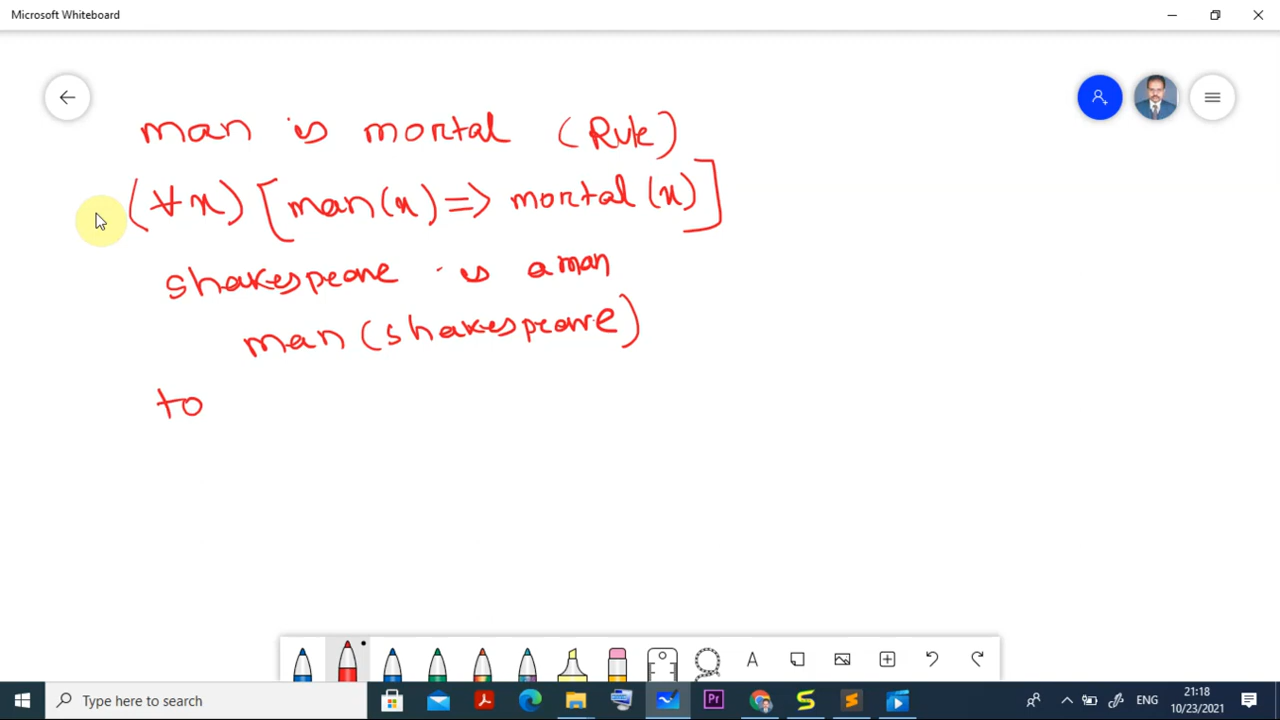 Microsoft Whiteboard
man is mortal (Rule)
(∀x) [man(x) => mortal(x)]
shakespeare is a man
man (shakespeare)
to
A
Type here to search
ENG
21:18
10/23/2021